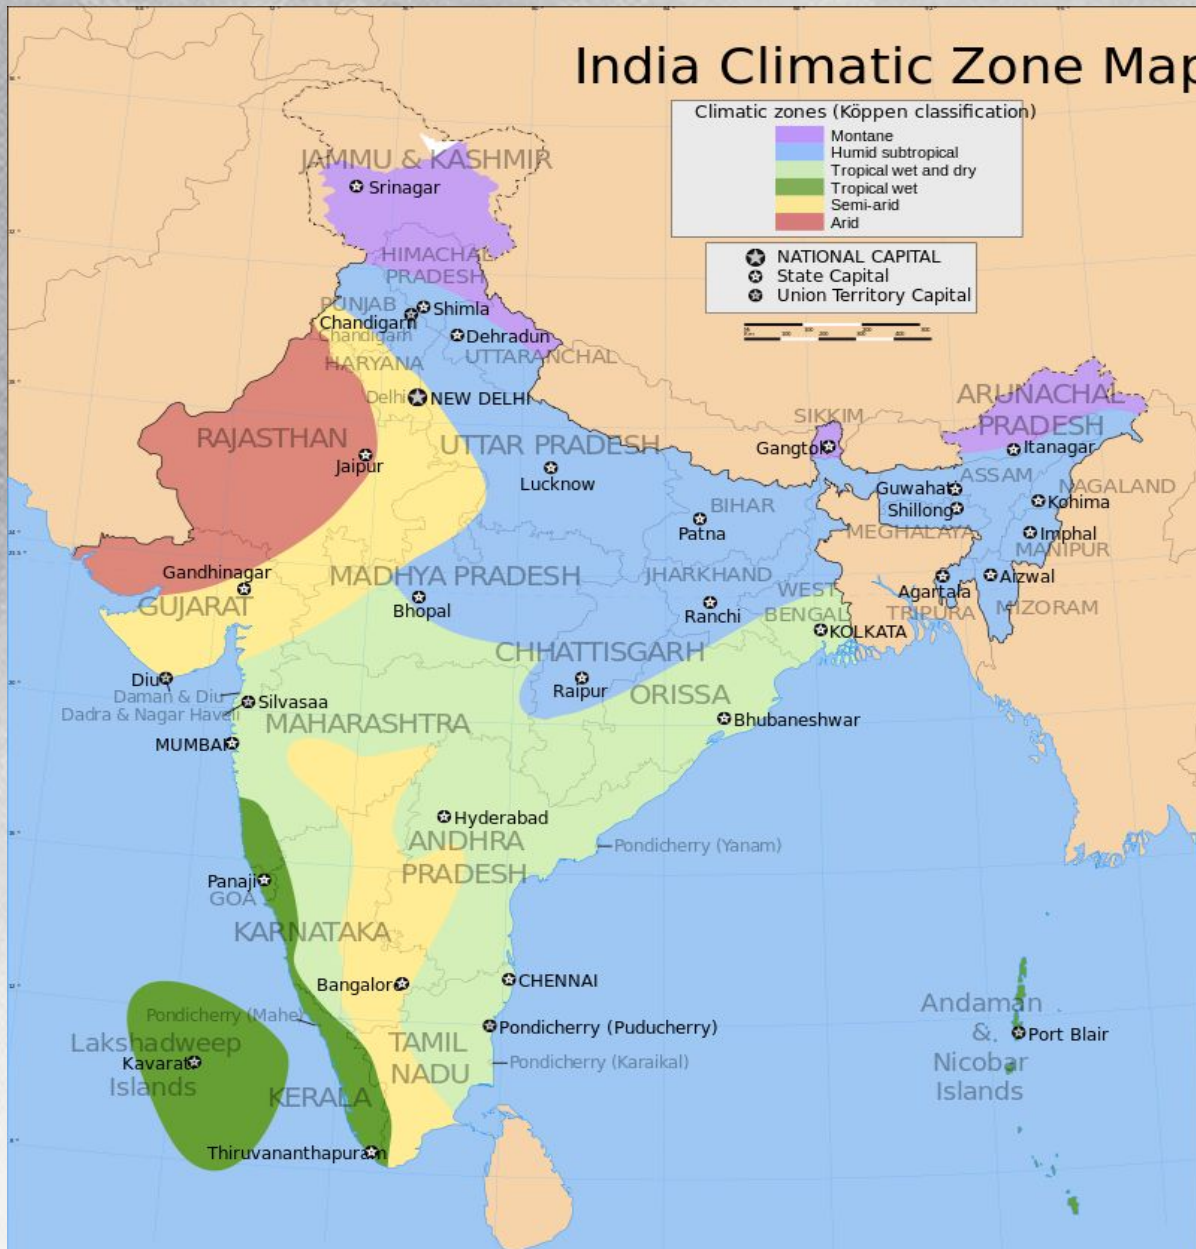 India Climatic Zone Map
Climatic zones (Köppen classification)
Montane
Humid subtropical
Tropical wet and dry
Tropical wet
Semi-arid
Arid
NATIONAL CAPITAL
State Capital
Union Territory Capital
JAMMU & KASHMIR
Srinagar
HIMACHAL
PRADESH
PUNJAB
Shimla
Chandigarh
Chandigarh
Dehradun
UTTARANCHAL
HARYANA
Delhi
NEW DELHI
RAJASTHAN
Jaipur
UTTAR PRADESH
Lucknow
SIKKIM
Gangtok
ARUNACHAL
PRADESH
Itanagar
ASSAM
Guwahati
NAGALAND
Kohima
Shillong
MEGHALAYA
Imphal
MANIPUR
BIHAR
Patna
Gandhinagar
GUJARAT
MADHYA PRADESH
Bhopal
JHARKHAND
Ranchi
WEST
BENGAL
KOLKATA
Agartala
TRIPURA
Aizwal
MIZORAM
CHHATTISGARH
Raipur
ORISSA
Bhubaneshwar
Diu
Daman & Diu
Dadra & Nagar Haveli
Silvasaa
MAHARASHTRA
MUMBAI
Hyderabad
ANDHRA
PRADESH
Pondicherry (Yanam)
Panaji
GOA
KARNATAKA
Bangalore
CHENNAI
Pondicherry (Mahe)
Pondicherry (Puducherry)
Lakshadweep
Islands
Kavarati
TAMIL
NADU
Pondicherry (Karaikal)
KERALA
Thiruvananthapuram
Andaman
&
Nicobar
Islands
Port Blair